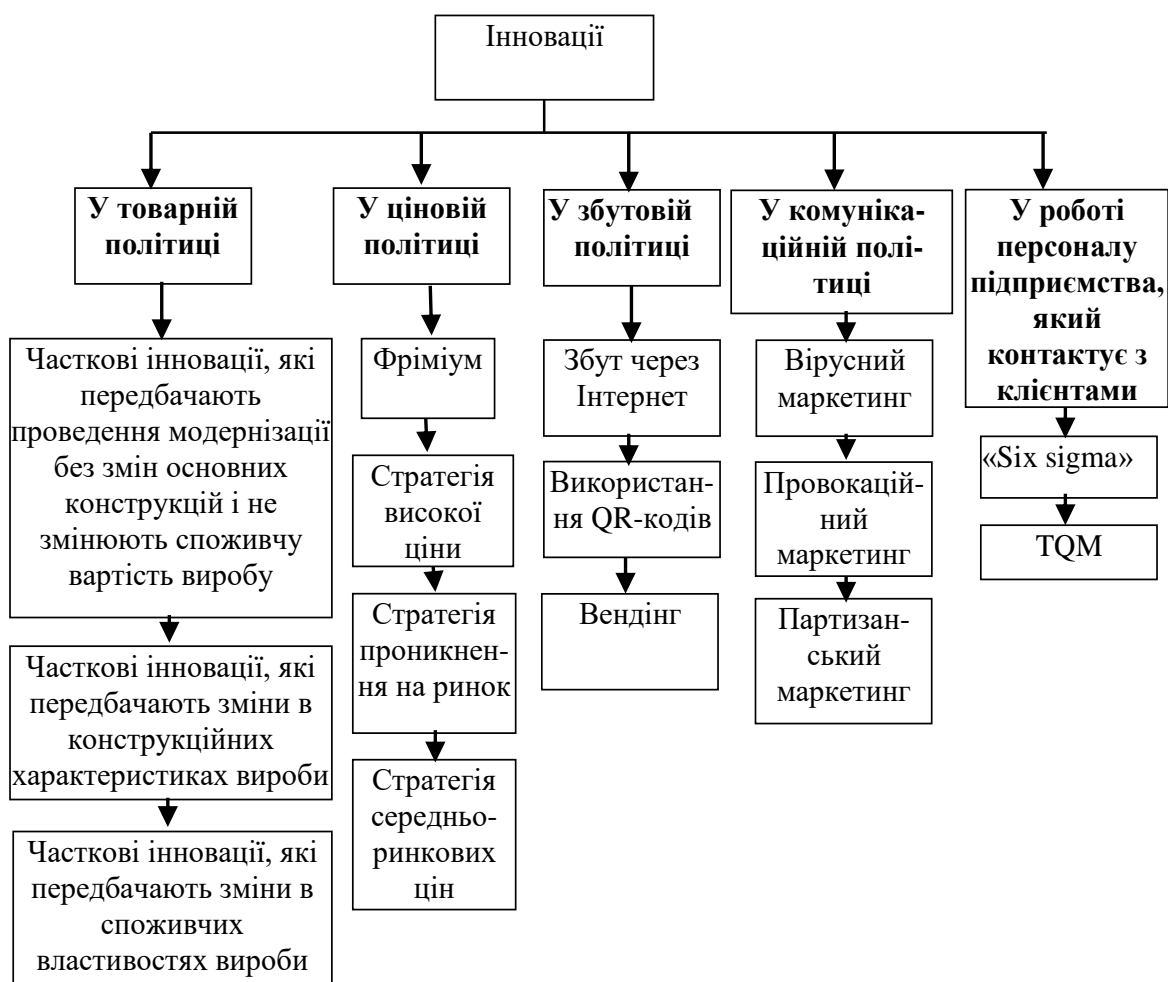 Інновації
У товарній
політиці
У ціновій
політиці
У збутовій
політиці
У комуніка-
ційній полі-
тиці
У роботі
персоналу
підприємства,
який
контактує з
клієнтами
Часткові інновації, які
передбачають
проведення модернізації
без змін основних
конструкцій і не
змінюють споживчу
вартість виробу
Часткові інновації, які
передбачають зміни в
конструкційних
характеристиках вироби
Часткові інновації, які
передбачають зміни в
споживчих
властивостях вироби
Фріміум
Стратегія
високої
ціни
Стратегія
проникнен-
ня на ринок
Стратегія
середньо-
ринкових
цін
Збут через
Інтернет
Використан-
ня QR-кодів
Вендінг
Вірусний
маркетинг
Провокацій-
ний
маркетинг
Партизан-
ський
маркетинг
«Six sigma»
TQM